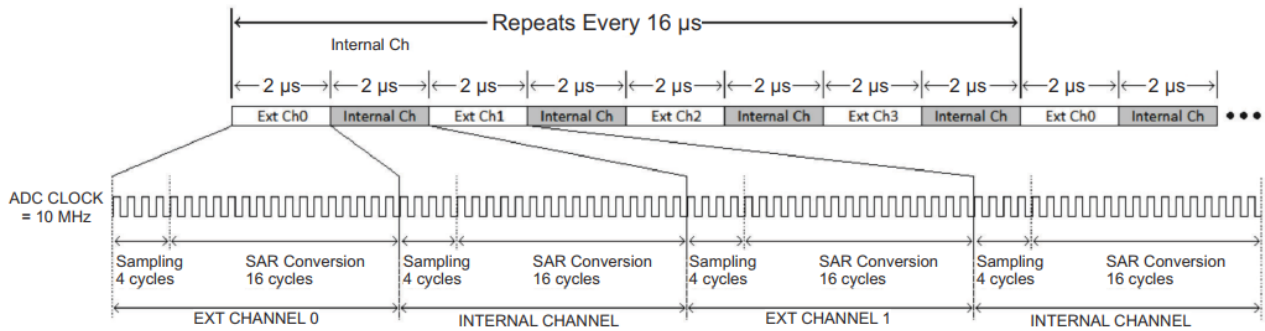 Repeats Every 16 µs
Internal Ch
2 µs 2 µs 2 µs 2 µs 2 µs 2 µs 2 µs 2 µs 2 µs 2 µs
Ext Ch0 Internal Ch Ext Ch1 Internal Ch Ext Ch2 Internal Ch Ext Ch3 Internal Ch Ext Ch0 Internal Ch
ADC CLOCK
= 10 MHz
Sampling SAR Conversion Sampling SAR Conversion Sampling SAR Conversion Sampling SAR Conversion
4 cycles 16 cycles 4 cycles 16 cycles 4 cycles 16 cycles 4 cycles 16 cycles
EXT CHANNEL 0 INTERNAL CHANNEL EXT CHANNEL 1 INTERNAL CHANNEL